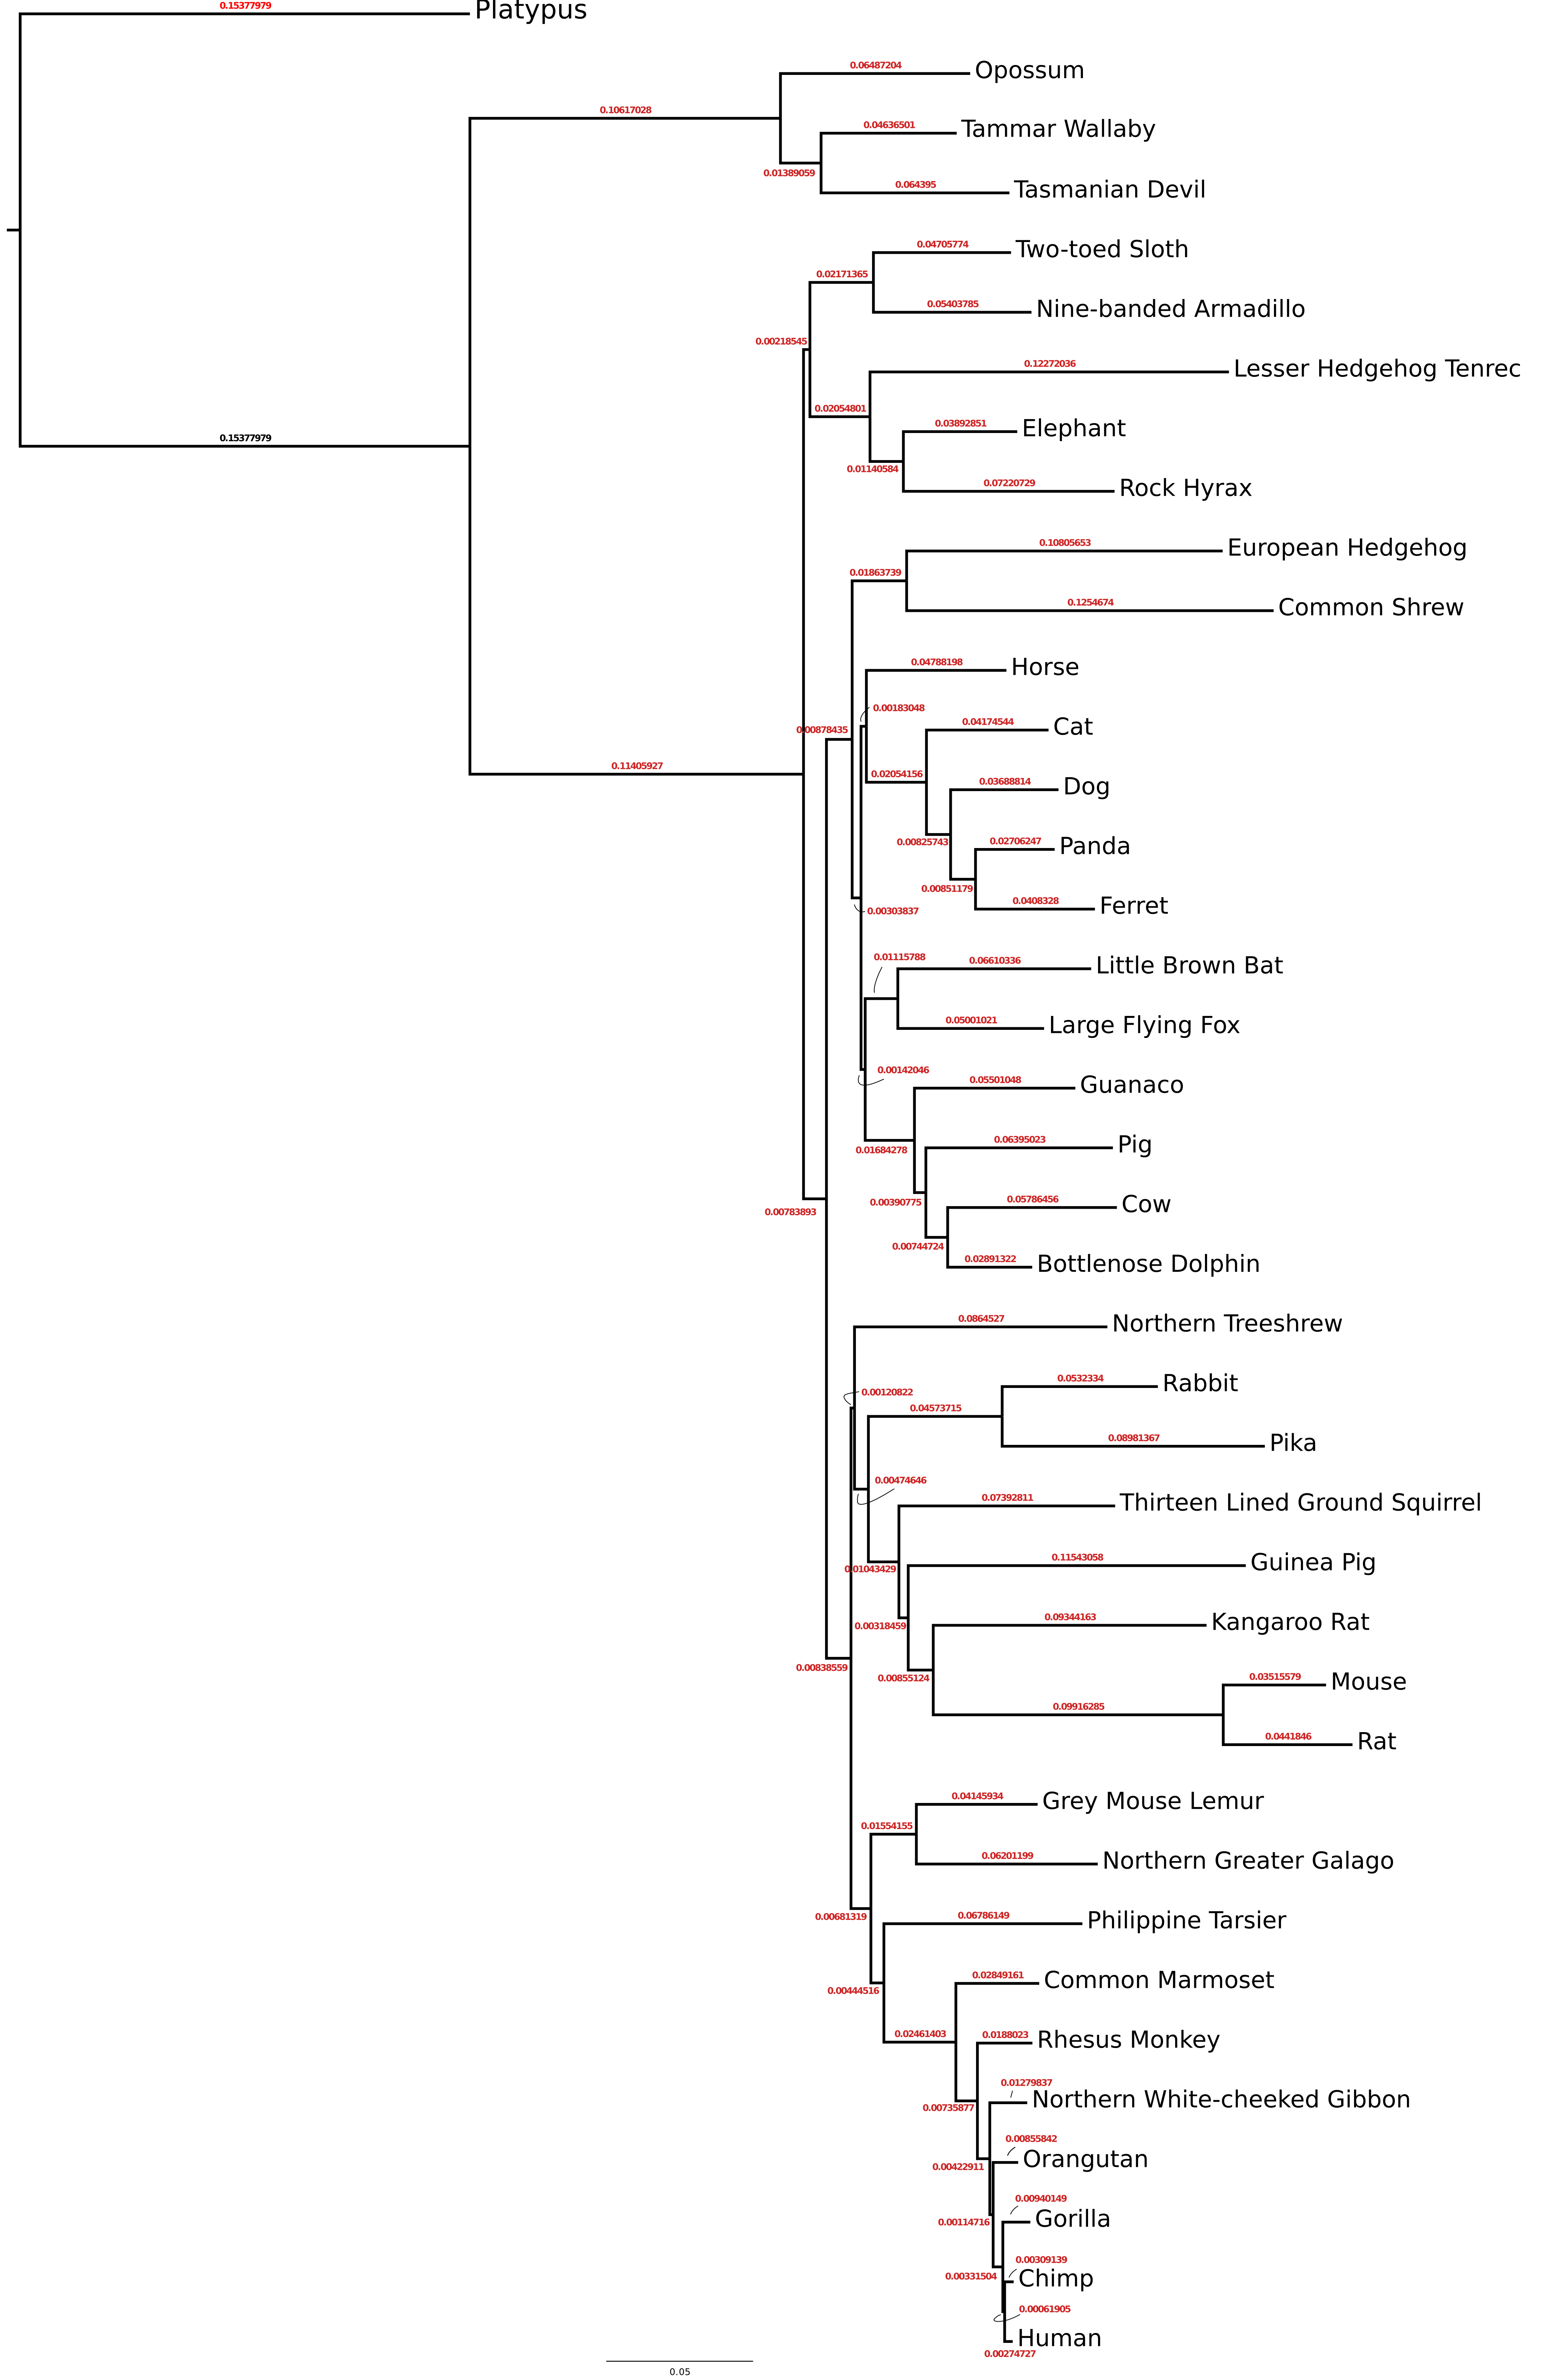 0.15377979
Platypus
0.06487204
Opossum
0.10617028
0.04636501
Tammar Wallaby
0.01389059
0.064395
Tasmanian Devil
0.04705774
Two-toed Sloth
0.02171365
0.05403785
Nine-banded Armadillo
0.00218545
0.12272036
Lesser Hedgehog Tenrec
0.02054801
0.03892851
Elephant
0.15377979
0.01140584
0.07220729
Rock Hyrax
0.10805653
European Hedgehog
0.01863739
0.1254674
Common Shrew
0.04788198
Horse
0.00183048
0.04174544
Cat
0.00878435
0.11405927
0.02054156
0.03688814
Dog
0.00825743
0.02706247
Panda
0.00851179
0.0408328
Ferret
0.00303837
0.01115788
0.06610336
Little Brown Bat
0.05001021
Large Flying Fox
0.00142046
0.05501048
Guanaco
0.06395023
Pig
0.01684278
0.00390775
0.05786456
Cow
0.00783893
0.00744724
0.02891322
Bottlenose Dolphin
0.0864527
Northern Treeshrew
0.0532334
Rabbit
0.00120822
0.04573715
0.08981367
Pika
0.00474646
0.07392811
Thirteen Lined Ground Squirrel
0.01043429
0.11543058
Guinea Pig
0.00318459
0.09344163
Kangaroo Rat
0.00838559
0.00855124
0.03515579
Mouse
0.09916285
0.0441846
Rat
0.04145934
Grey Mouse Lemur
0.01554155
0.06201199
Northern Greater Galago
0.00681319
0.06786149
Philippine Tarsier
0.00444516
0.02849161
Common Marmoset
0.02461403
0.0188023
Rhesus Monkey
0.01279837
Northern White-cheeked Gibbon
0.00735877
0.00855842
Orangutan
0.00422911
0.00940149
Gorilla
0.00114716
0.00309139
Chimp
0.00331504
0.00061905
Human
0.00274727
0.05